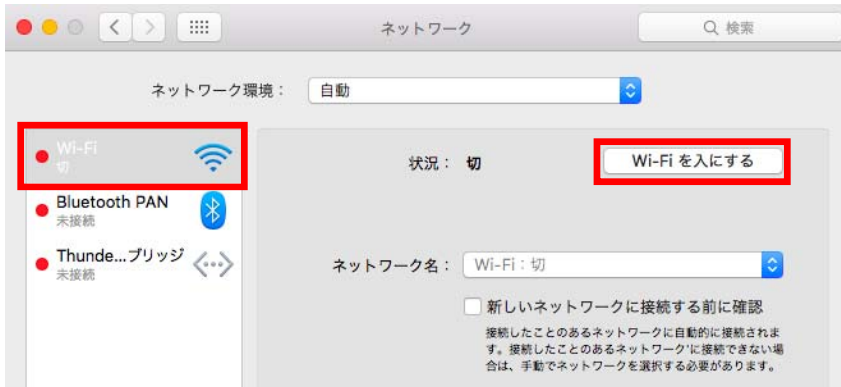 ネットワーク
検索
ネットワーク環境：
自動
Wi-Fi
切
Bluetooth PAN
未接続
Thunde...ブリッジ
未接続
状況：
切
Wi-Fi を入にする
ネットワーク名：
Wi-Fi：切
新しいネットワークに接続する前に確認
接続したことのあるネットワークに自動的に接続されま
す。接続したことのあるネットワークに接続できない場
合は、手動でネットワークを選択する必要があります。